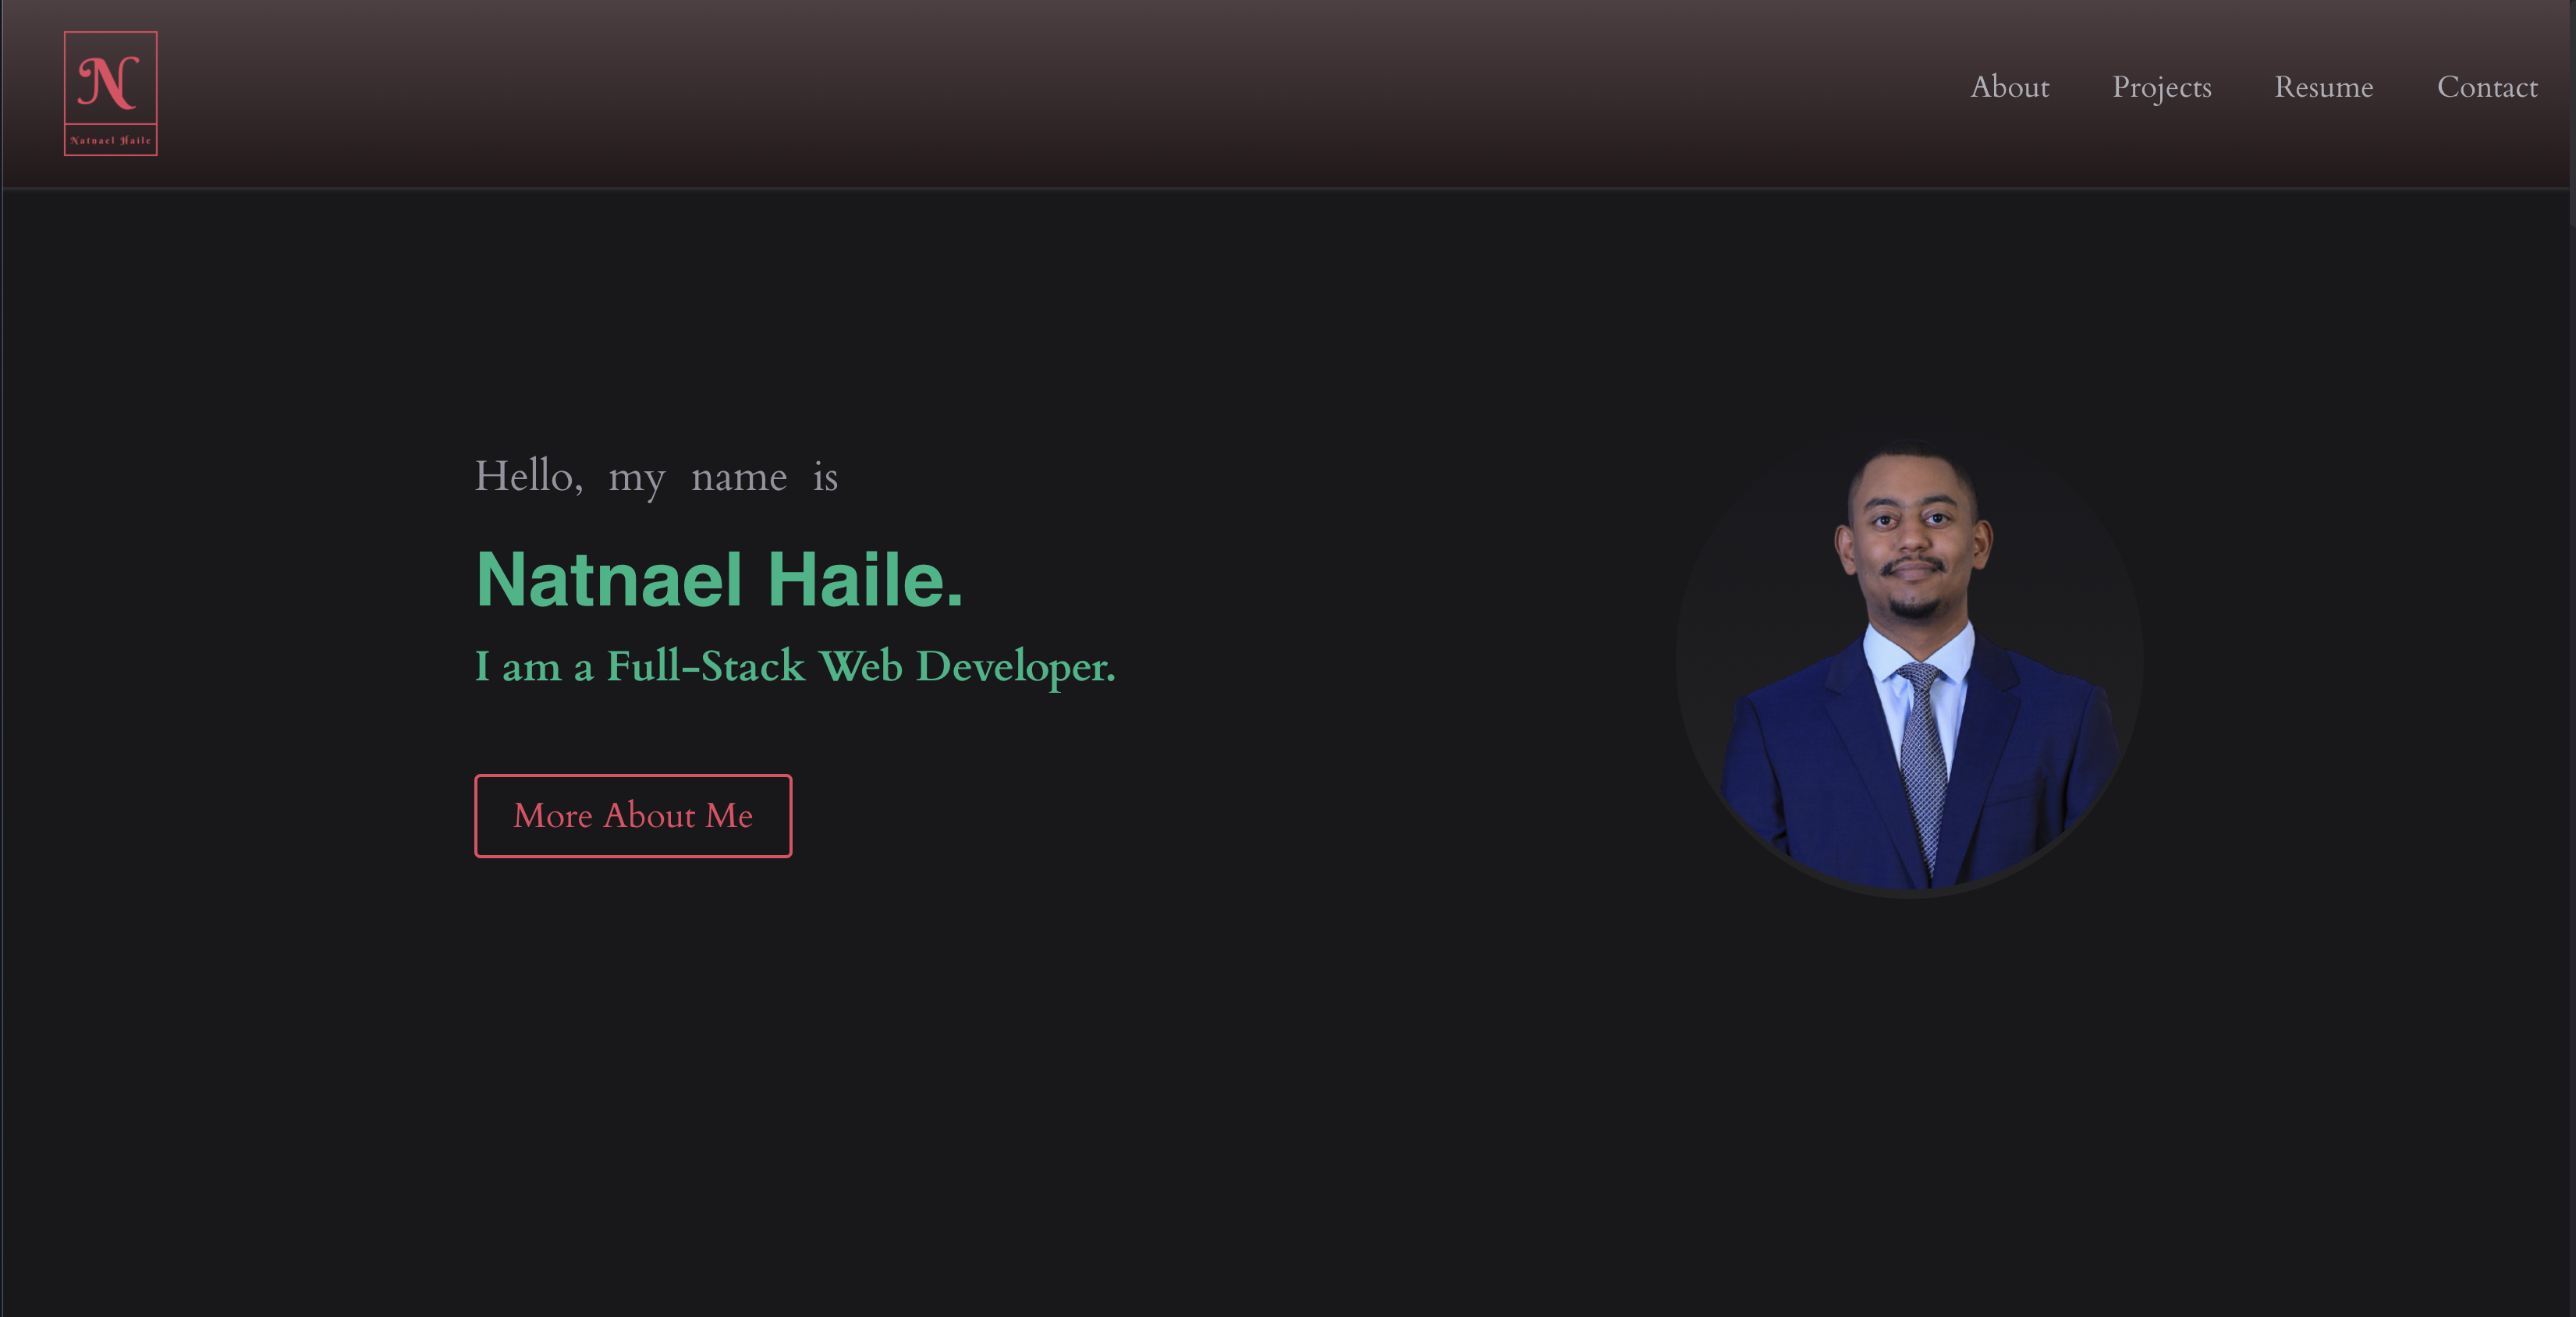 N
Natnael Haile
About Projects Resume Contact
Hello, my name is
Natnael Haile.
I am a Full-Stack Web Developer.
More About Me